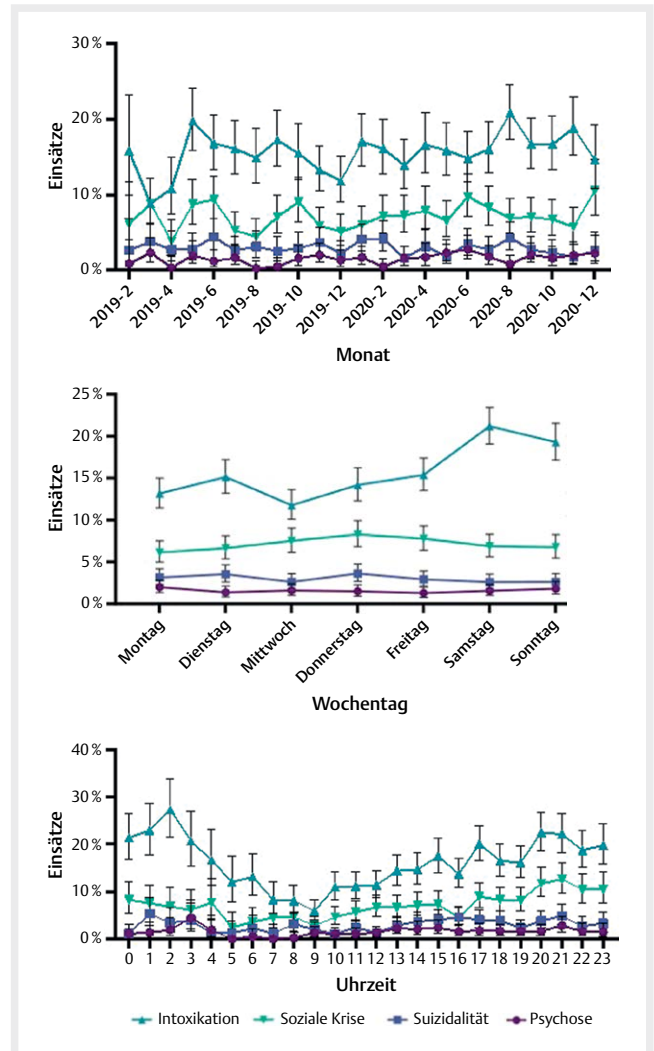 30 %
20 %
10 %
0 %
Einsätze
2019- 2
2019- 4
2019- 6
2019- 8
2019- 10
2019- 12
2020- 2
2020- 4
2020- 6
2020- 8
2020- 10
2020- 12
Monat
25 %
20 %
15 %
10 %
5 %
0 %
Einsätze
Montag
Dienstag
Mittwoch
Donnerstag
Freitag
Samstag
Sonntag
Wochentag
40 %
30 %
20 %
10 %
0 %
Einsätze
0 1 2 3 4 5 6 7 8 9 10 11 12 13 14 15 16 17 18 19 20 21 22 23
Uhrzeit
Intoxikation Soziale Krise Suizidalität Psychose